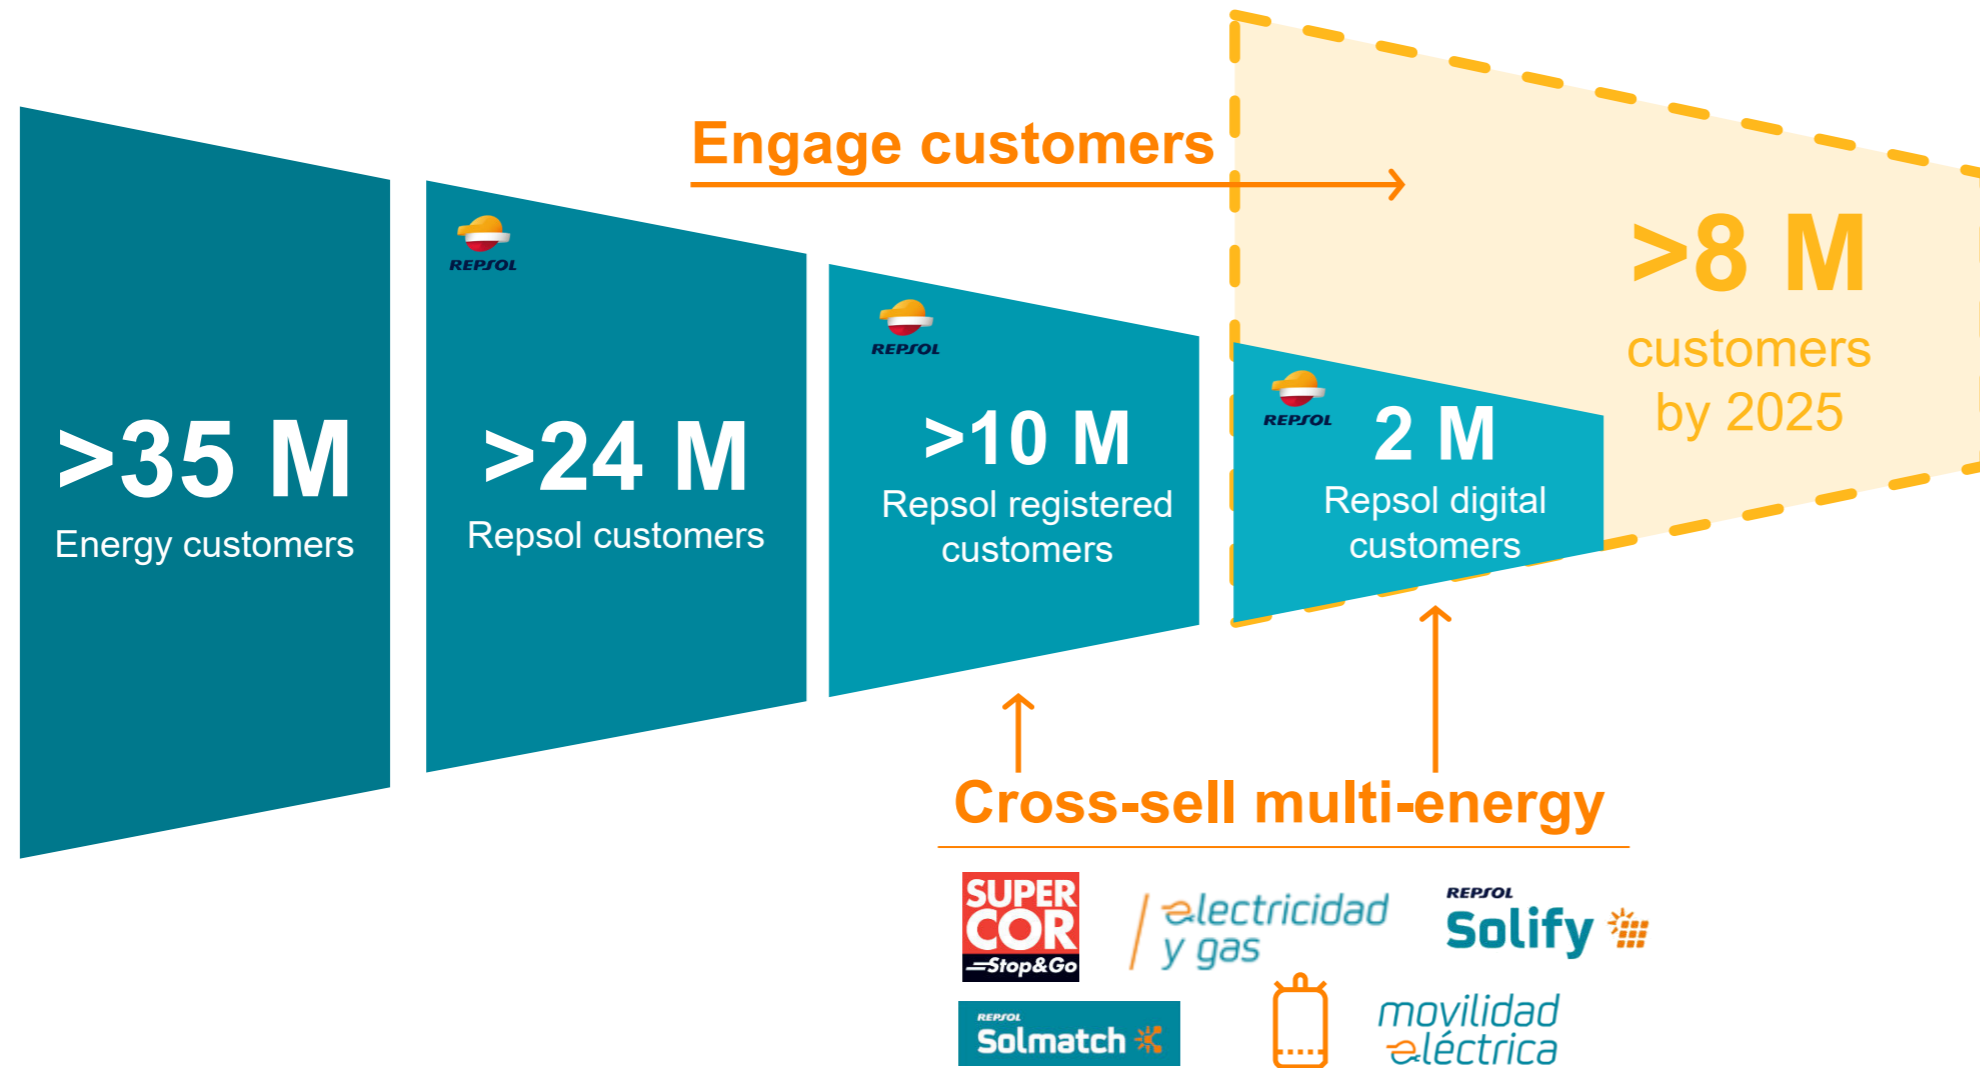 Engage customers
>35 M
Energy customers
REPSOL
>24 M
Repsol customers
REPSOL
>10 M
Repsol registered
customers
REPSOL
2 M
Repsol digital
customers
>8 M
customers
by 2025
Cross-sell multi-energy
SUPER
COR
Stop&Go
electricidad
y gas
REPSOL
Solify
REPSOL
Solmatch
movilidad
eléctrica